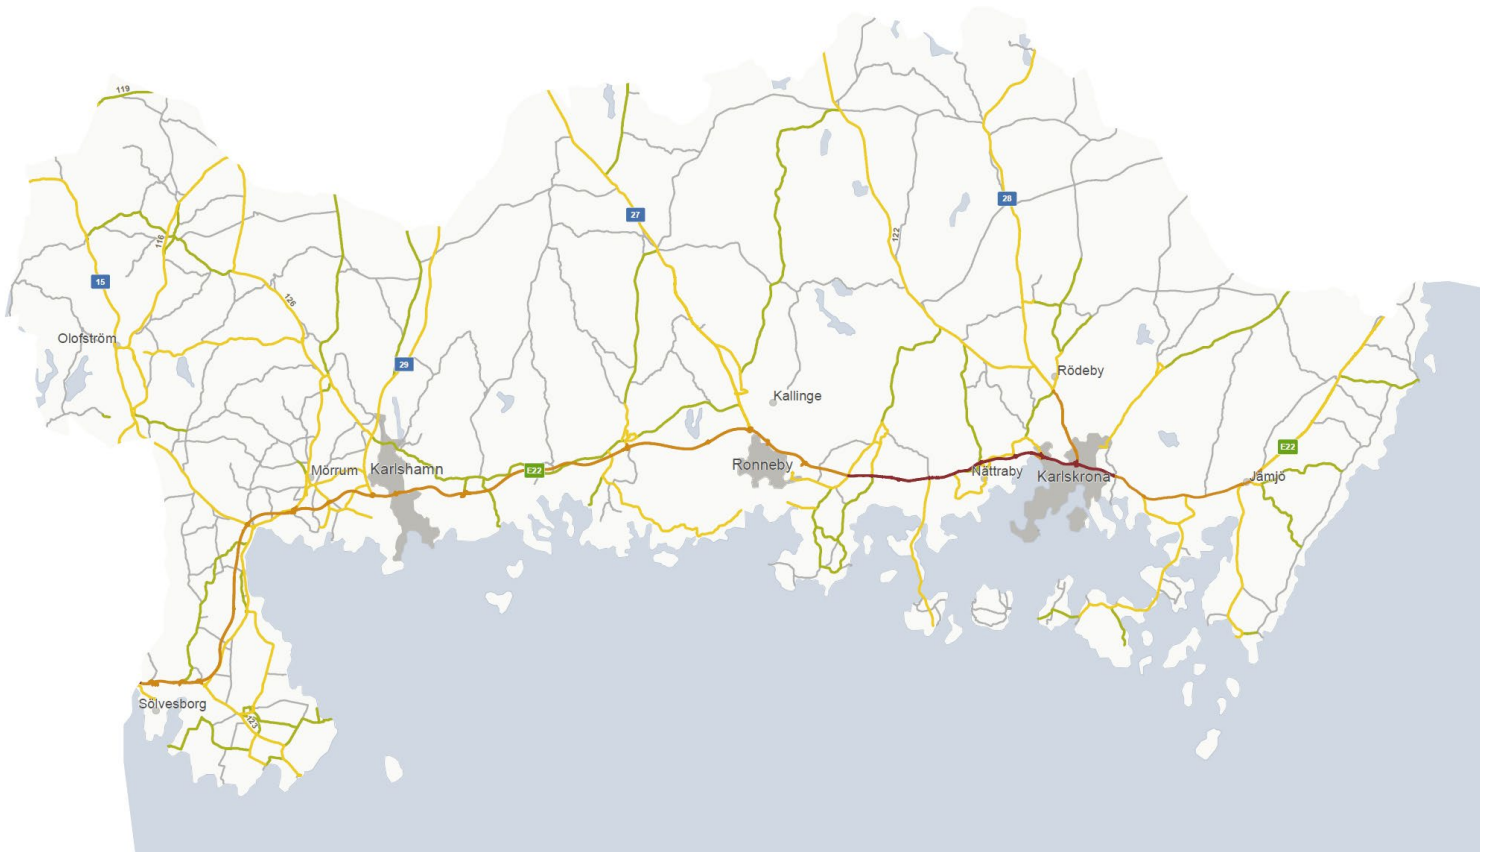 119
116
15
Olofström
126
29
27
122
28
Rödeby
Kallinge
Mörrum
Karlshamn
E22
Ronneby
Nättraby
Karlskrona
E22
Jämjö
Sölvesborg
123